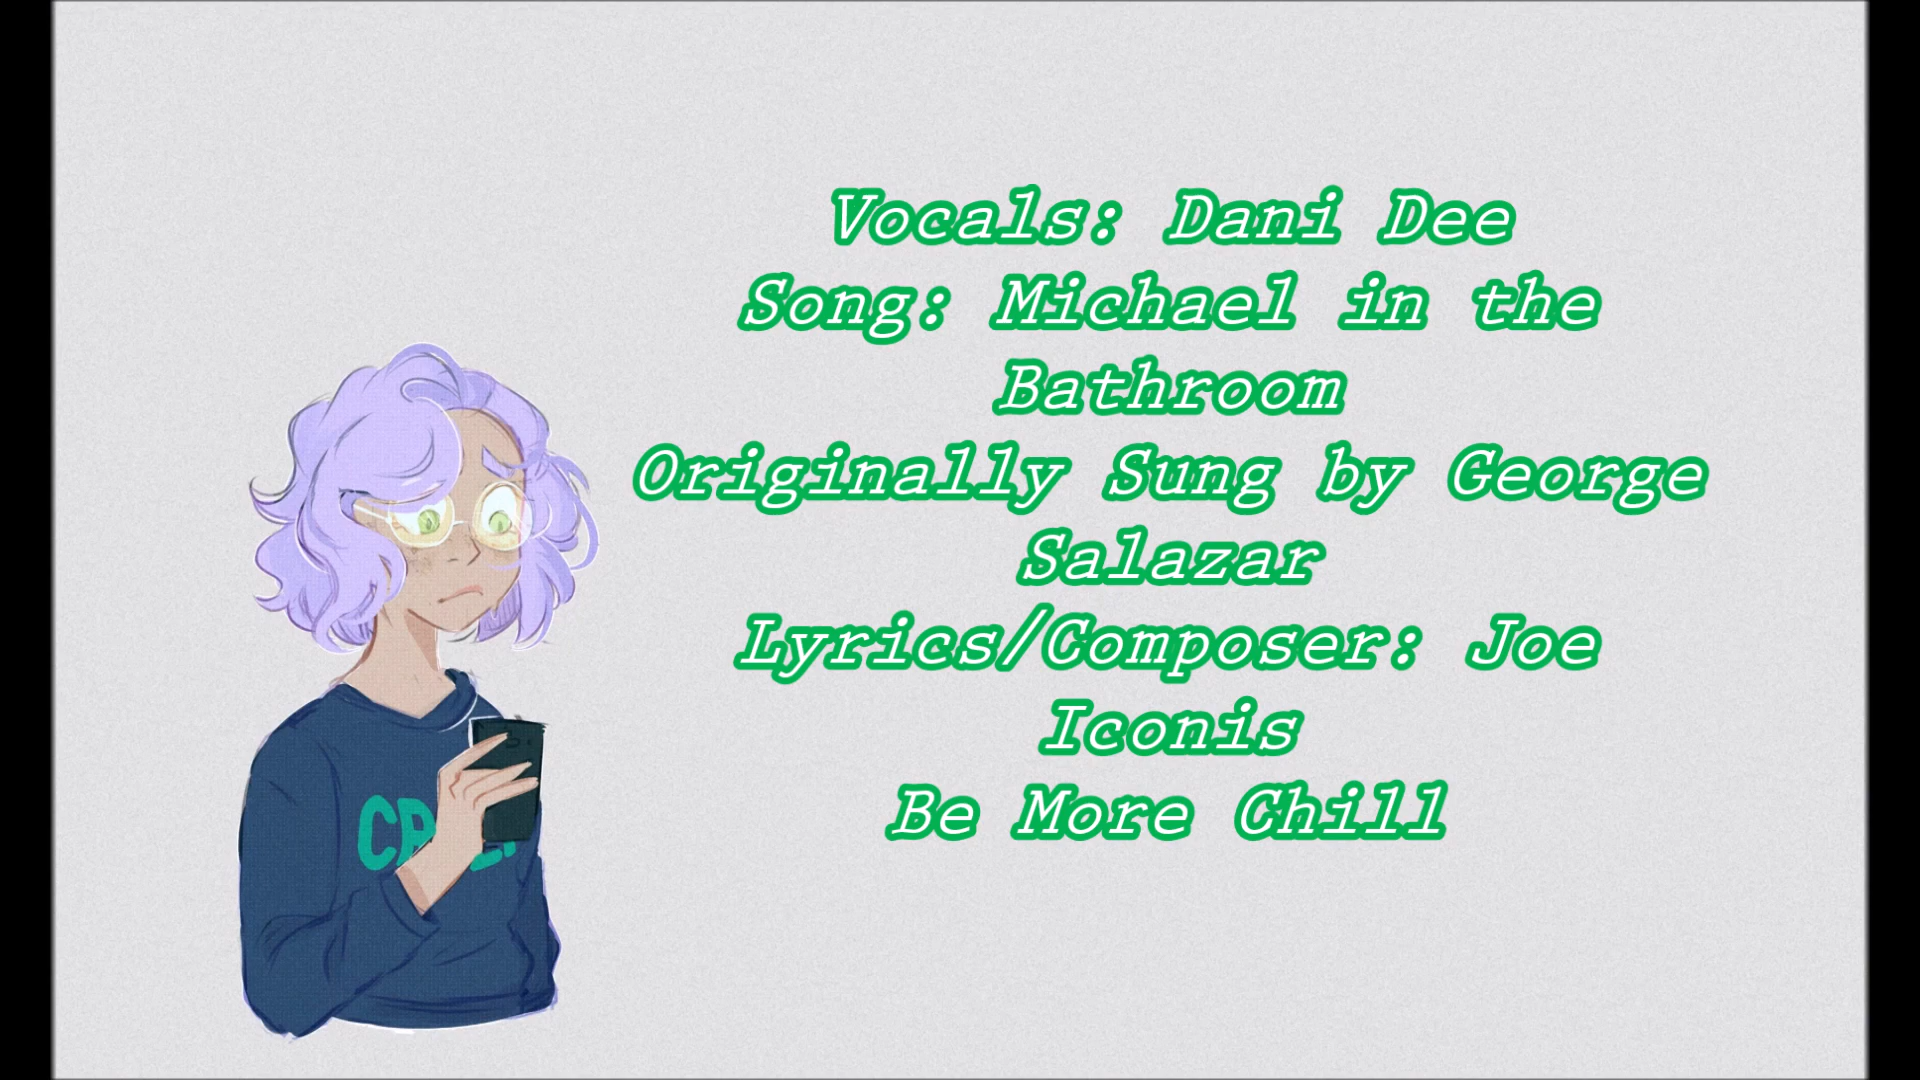 Vocals: Dani Dee
Song: Michael in the
Bathroom
Originally Sung by George
Salazar
Lyrics/Composer: Joe
Iconis
Be More Chill